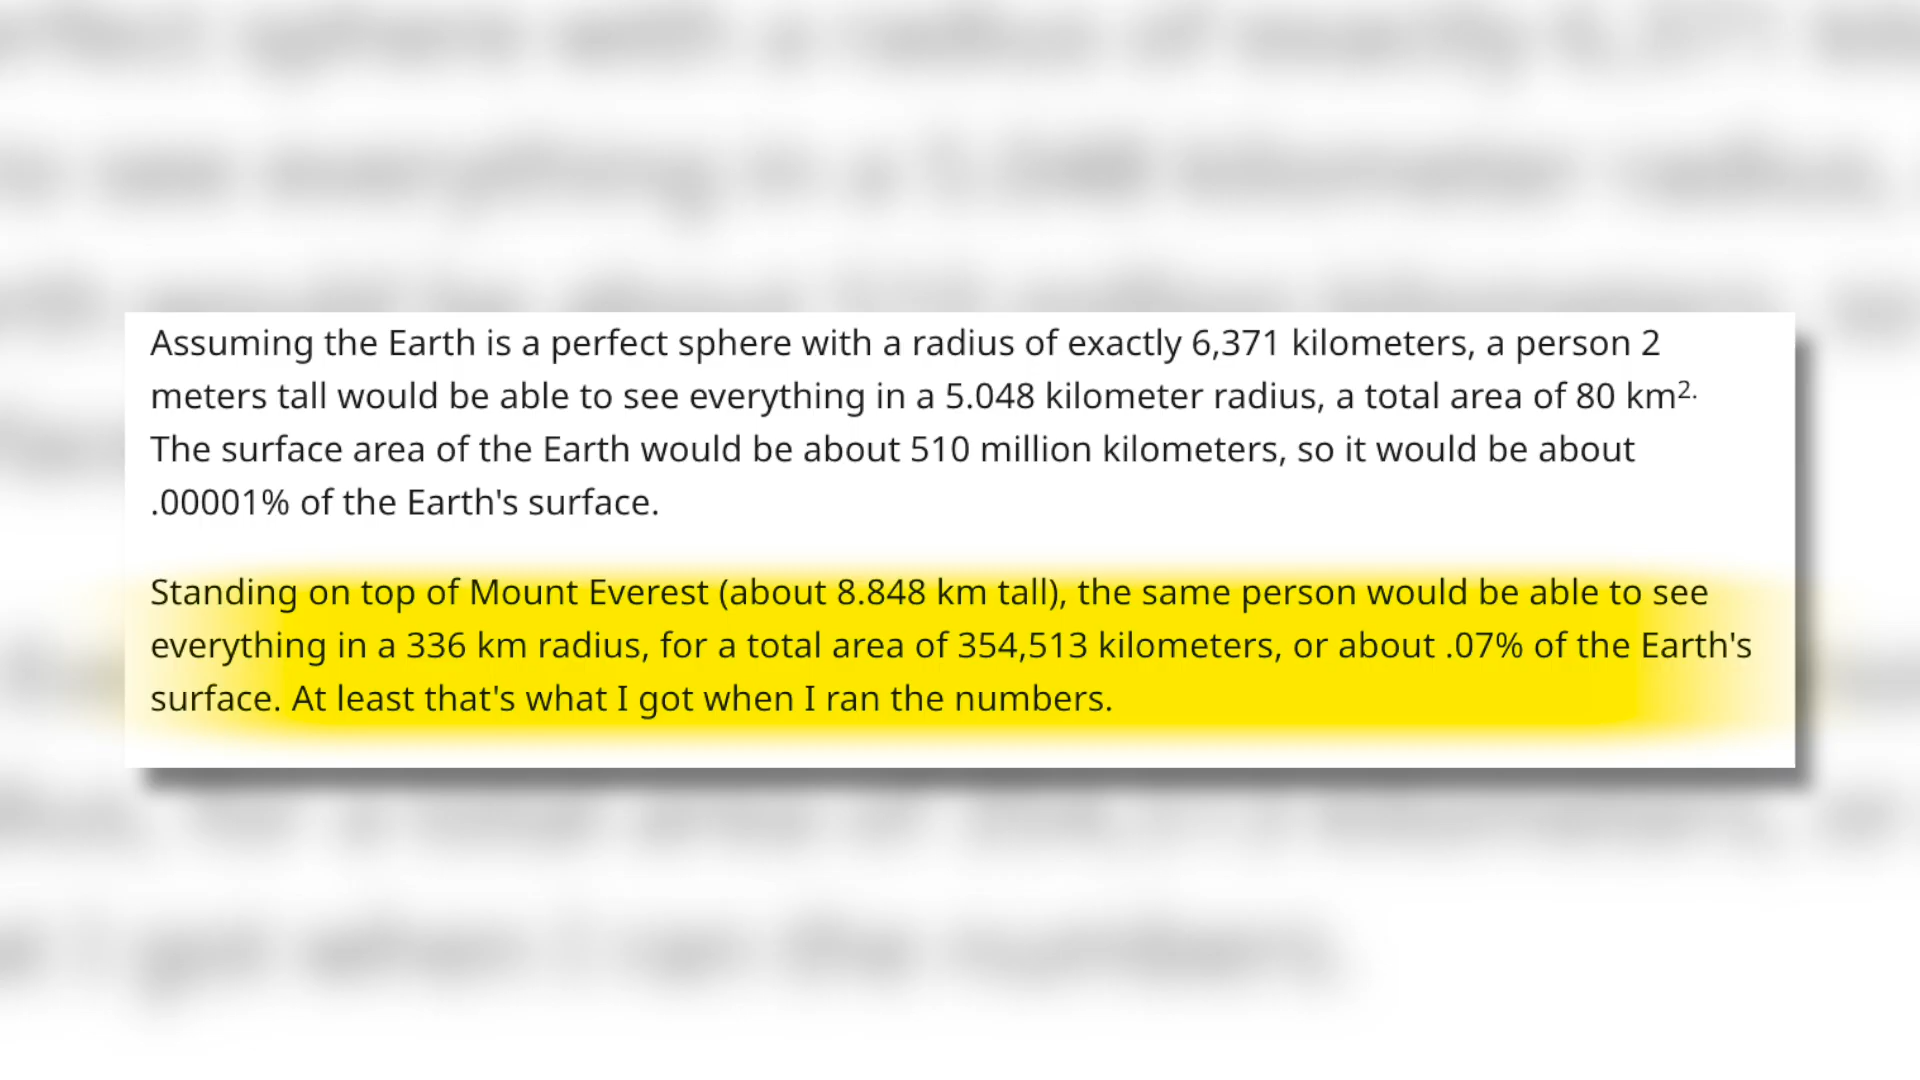 Assuming the Earth is a perfect sphere with a radius of exactly 6,371 kilometers, a person 2
meters tall would be able to see everything in a 5.048 kilometer radius, a total area of 80 km².
The surface area of the Earth would be about 510 million kilometers, so it would be about
.00001% of the Earth's surface.
Standing on top of Mount Everest (about 8.848 km tall), the same person would be able to see
everything in a 336 km radius, for a total area of 354,513 kilometers, or about .07% of the Earth's
surface. At least that's what I got when I ran the numbers.